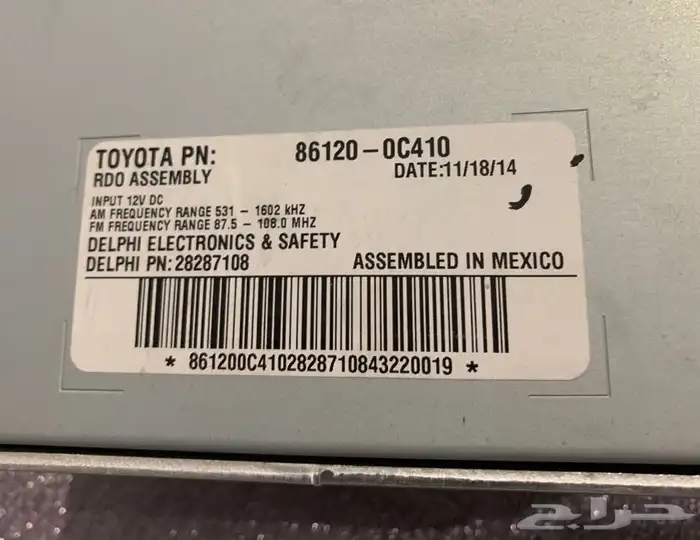 TOYOTA PN: 86120-0C410
RDO ASSEMBLY DATE:11/18/14
INPUT 12V DC
AM FREQUENCY RANGE 531 - 1602 kHZ
FM FREQUENCY RANGE 87.5 - 108.0 MHZ
DELPHI ELECTRONICS & SAFETY
DELPHI PN: 28287108 ASSEMBLED IN MEXICO
* 861200C4102828710843220019 *
حراج